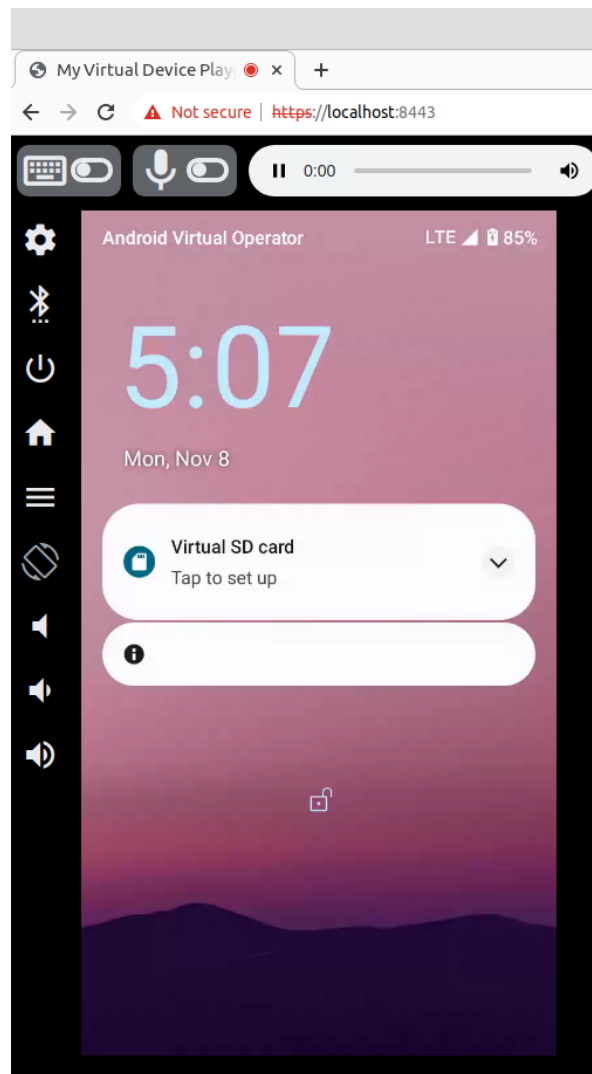 My Virtual Device Play
Not secure | https://localhost:8443
0:00
Android Virtual Operator LTE 85%
5:07
Mon, Nov 8
Virtual SD card
Tap to set up